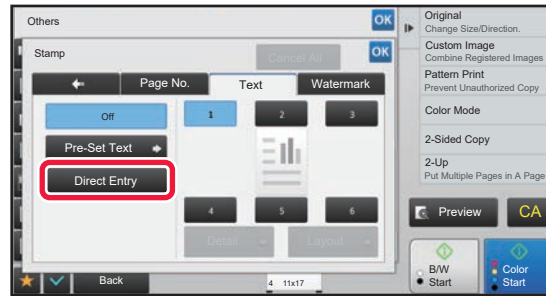 Others
OK
Stamp
Cancel All
OK
Page No.
Text
Watermark
Off
1
2
3
Pre-Set Text
Direct Entry
4
5
6
Detail
Layout
Back
4
11x17
Original
Change Size/Direction.
Custom Image
Combine Registered Images
Pattern Print
Prevent Unauthorized Copy
Color Mode
2-Sided Copy
2-Up
Put Multiple Pages in A Page
Preview
CA
B/W
Start
Color
Start